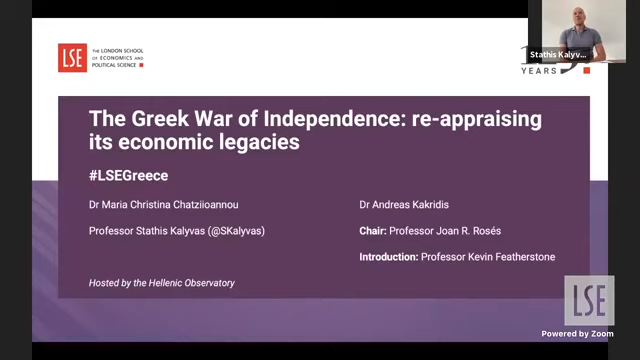 LSE
THE LONDON SCHOOL
OF ECONOMICS AND
POLITICAL SCIENCE
Stathis Kalyv...
YEARS
The Greek War of Independence: re-appraising
its economic legacies
#LSEGreece
Dr Maria Christina Chatziioannou
Dr Andreas Kakridis
Professor Stathis Kalyvas (@SKalyvas)
Chair: Professor Joan R. Rosés
Introduction: Professor Kevin Featherstone
Hosted by the Hellenic Observatory
LSE
Powered by Zoom